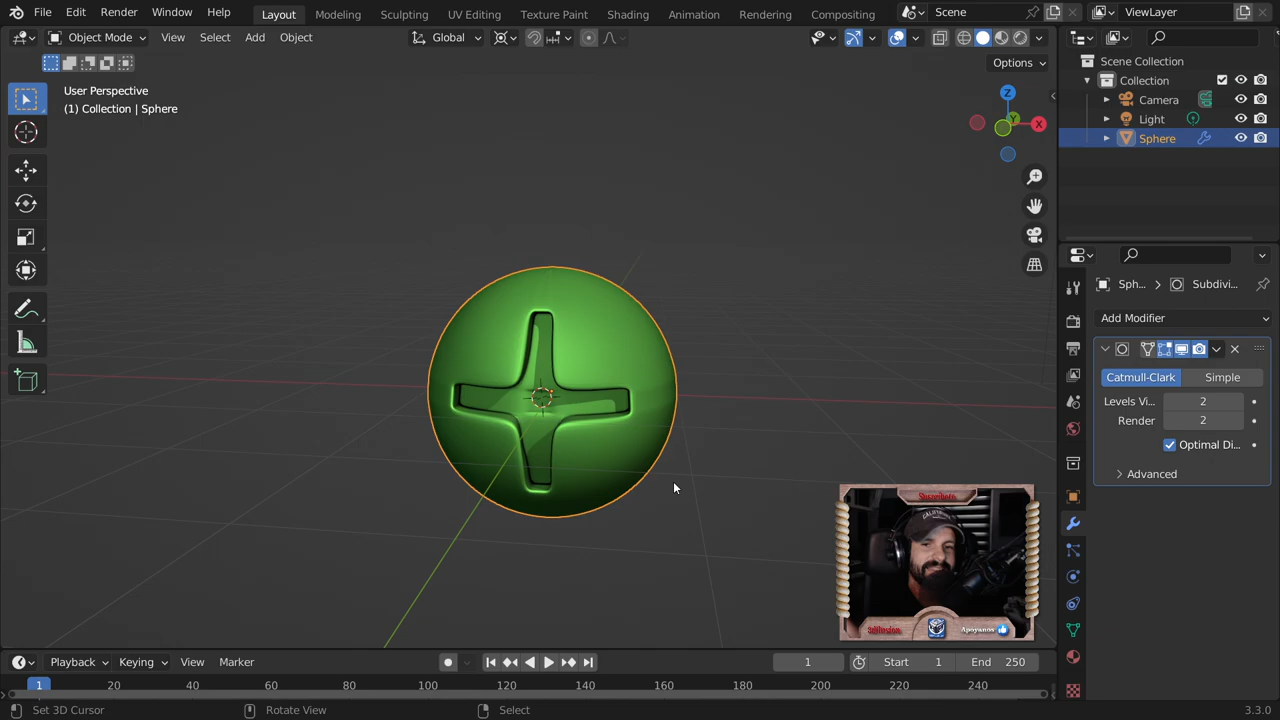 File Edit Render Window Help Layout Modeling Sculpting UV Editing Texture Paint Shading Animation Rendering Compositing Scene ViewLayer
Object Mode View Select Add Object Global
Options
User Perspective
(1) Collection | Sphere
Z
Y
X
Scene Collection
Collection
Camera
Light
Sphere
Sph... > Subdivi...
Add Modifier
Catmull-Clark Simple
Levels Vi... 2
Render 2
Optimal Di...
Advanced
Suscribete
CALIFORNIA
3dilusion
Apoyanos
Playback Keying View Marker 1 Start 1 End 250
1 20 40 60 80 100 120 140 160 180 200 220 240
Set 3D Cursor Rotate View Select 3.3.0